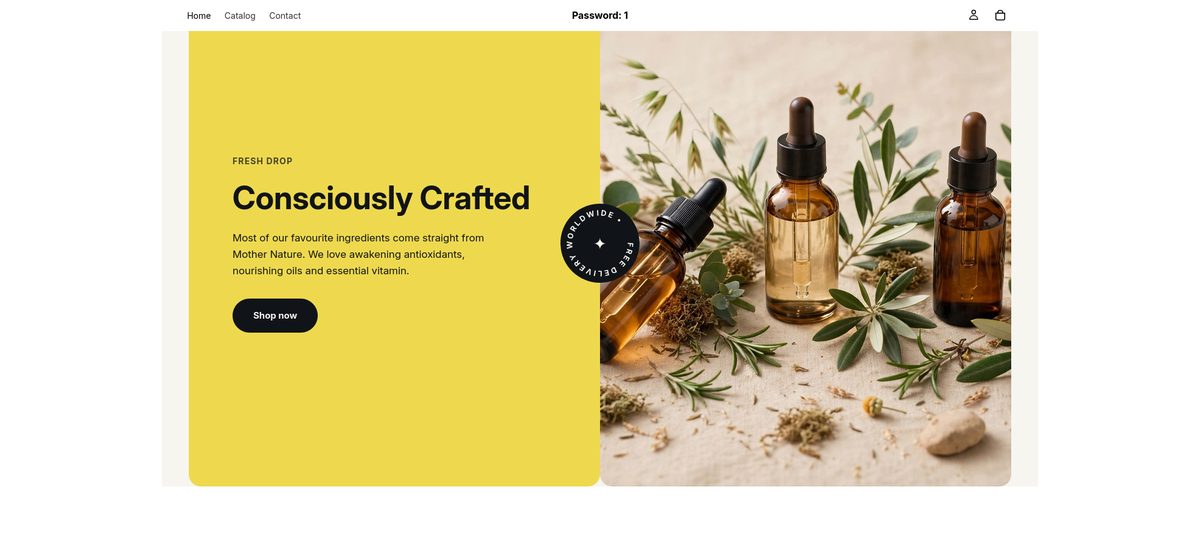 Home
Catalog
Contact
Password: 1
FRESH DROP
Consciously Crafted
Most of our favourite ingredients come straight from
Mother Nature. We love awakening antioxidants,
nourishing oils and essential vitamin.
Shop now
FREE DELIVERY WORLDWIDE •